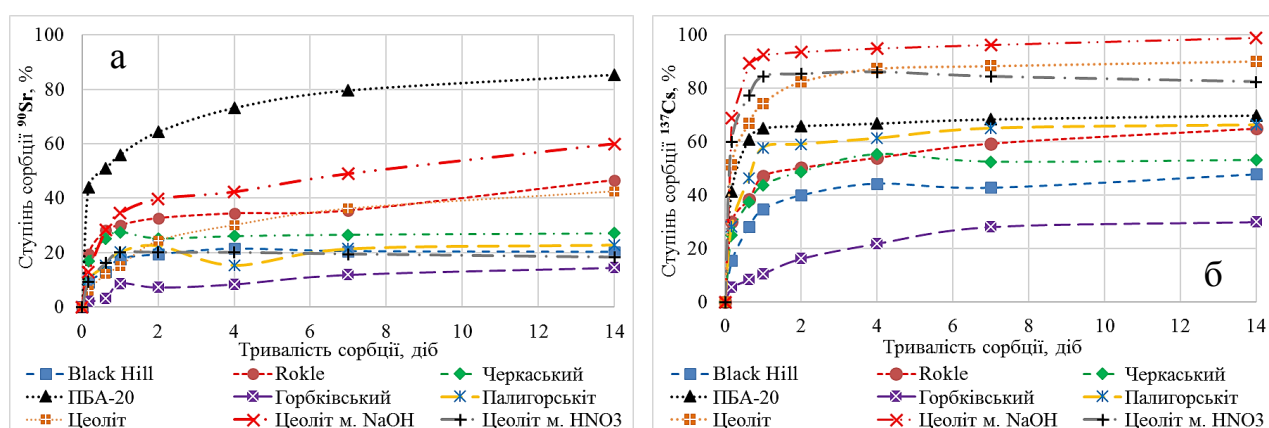 а
Ступінь сорбції ⁹⁰Sr, %
100
80
60
40
20
0
0 2 4 6 8 10 12 14
Тривалість сорбції, діб
Black Hill Rokle Черкаський
ПБА-20 Горбківський Палигорськіт
Цеоліт Цеоліт м. NaOH Цеоліт м. HNO3
б
Ступінь сорбції ¹³⁷Cs, %
100
80
60
40
20
0
0 2 4 6 8 10 12 14
Тривалість сорбції, діб
Black Hill Rokle Черкаський
ПБА-20 Горбківський Палигорськіт
Цеоліт Цеоліт м. NaOH Цеоліт м. HNO3